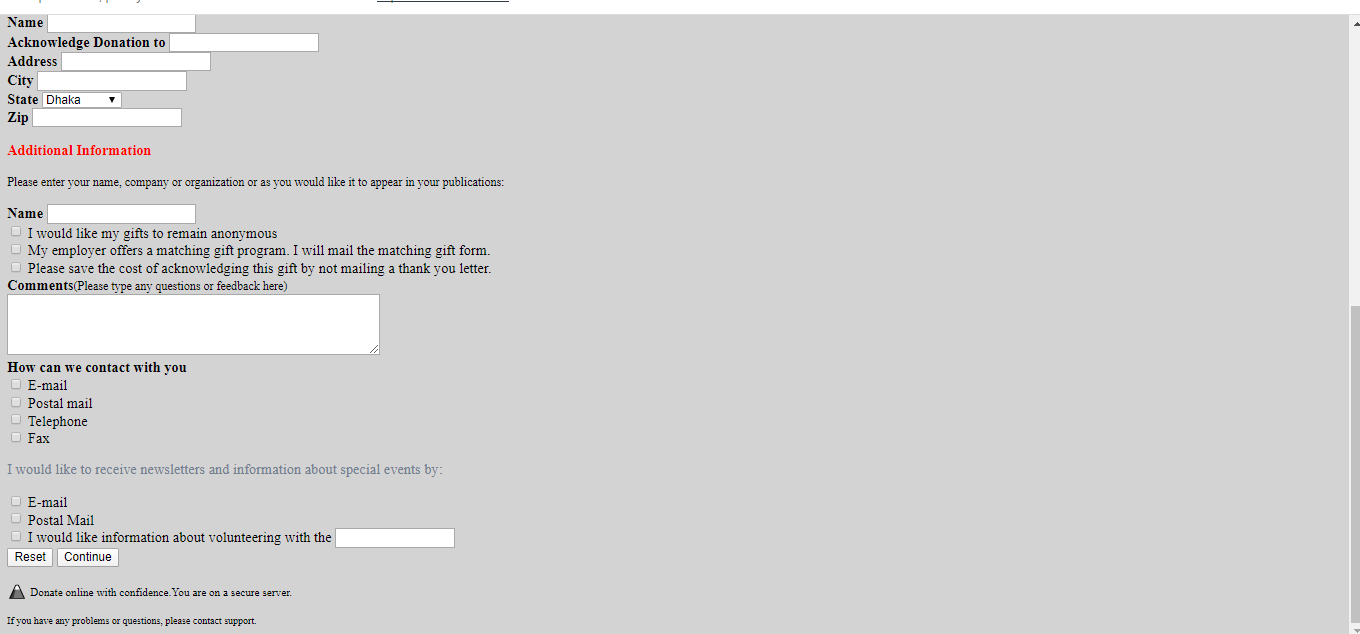 Name
Acknowledge Donation to
Address
City
State Dhaka
Zip
Additional Information
Please enter your name, company or organization or as you would like it to appear in your publications:
Name
I would like my gifts to remain anonymous
My employer offers a matching gift program. I will mail the matching gift form.
Please save the cost of acknowledging this gift by not mailing a thank you letter.
Comments(Please type any questions or feedback here)
How can we contact with you
E-mail
Postal mail
Telephone
Fax
I would like to receive newsletters and information about special events by:
E-mail
Postal Mail
I would like information about volunteering with the
Reset Continue
Donate online with confidence.You are on a secure server.
If you have any problems or questions, please contact support.